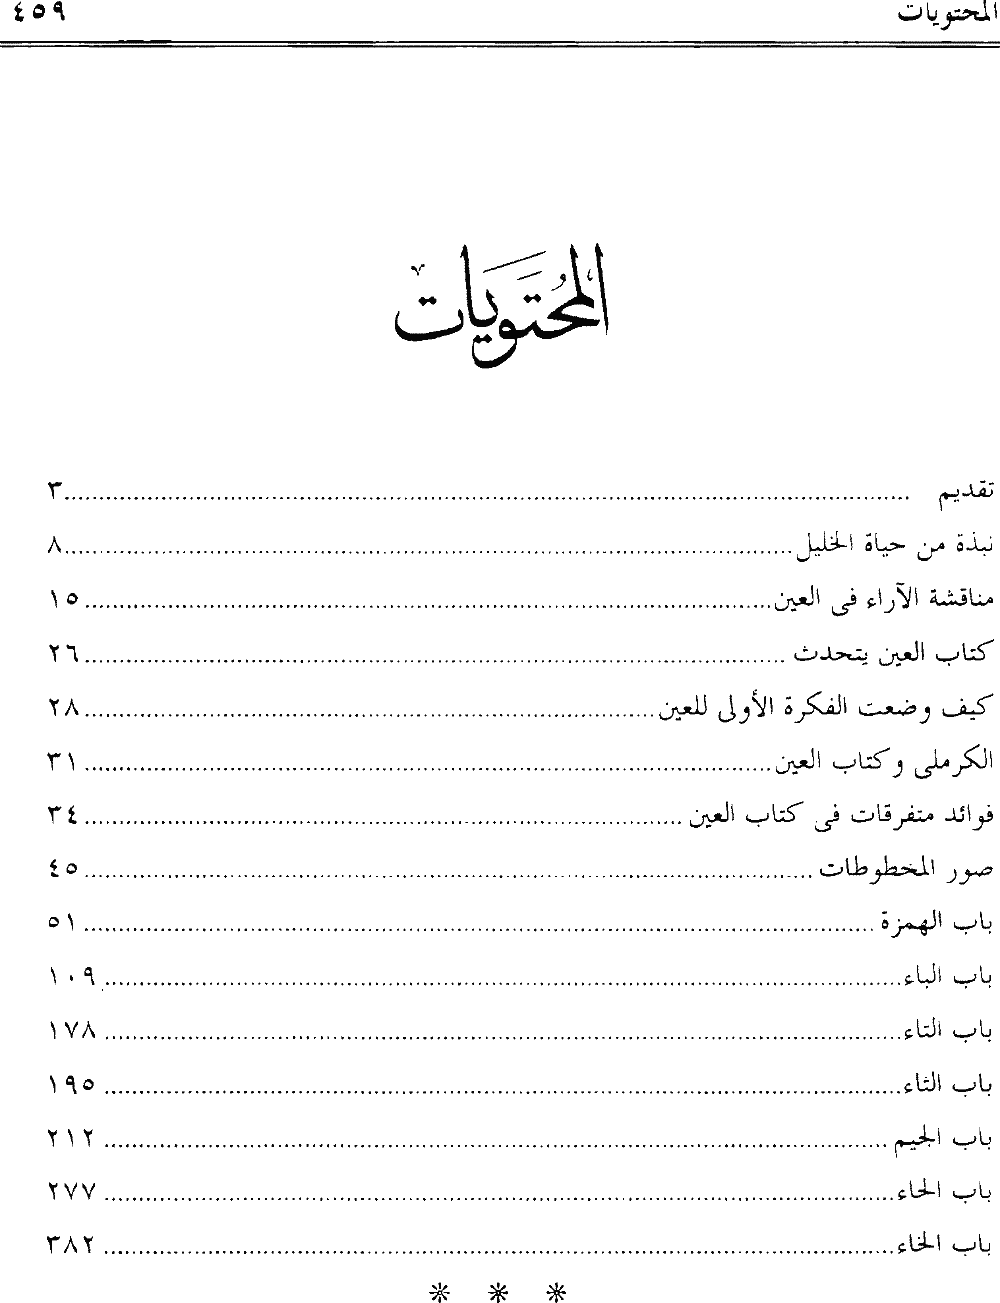 المحتويات ٤٥٩
المُحتَويات
تقديم ........ ٣
نبذة من حياة الخليل ........ ٨
مناقشة الآراء فى العين ........ ١٥
كتاب العين يتحدث ........ ٢٦
كيف وضعت الفكرة الأولى للعين ........ ٢٨
الكرملى وكتاب العين ........ ٣١
فوائد متفرقات فى كتاب العين ........ ٣٤
صور المخطوطات ........ ٤٥
باب الهمزة ........ ٥١
باب الباء ........ ١٠٩
باب التاء ........ ١٧٨
باب الثاء ........ ١٩٥
باب الجيم ........ ٢١٢
باب الحاء ........ ٢٧٧
باب الخاء ........ ٣٨٢